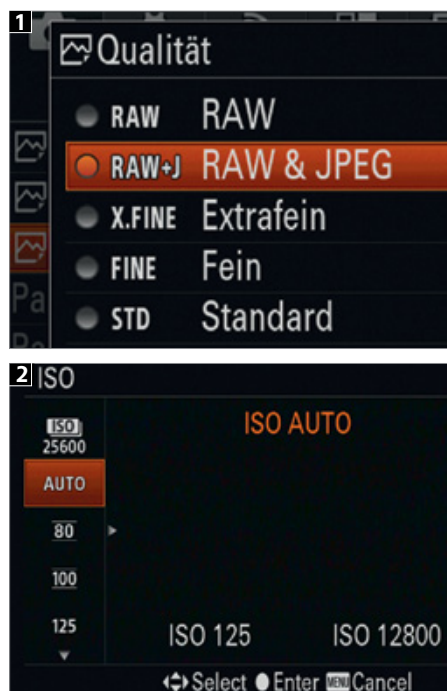 1
Qualität
RAW RAW
RAW+J RAW & JPEG
X.FINE Extrafein
FINE Fein
Pa
STD Standard
2 ISO
ISO
25600
ISO AUTO
AUTO
80
100
125
ISO 125 ISO 12800
Select Enter MENU Cancel